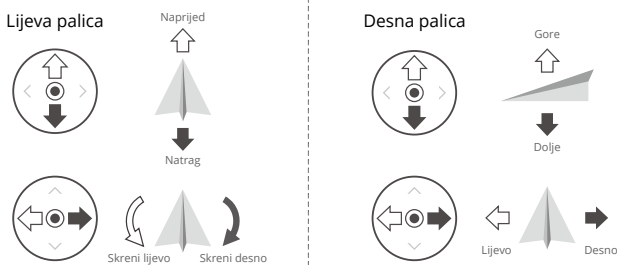 Lijeva palica
Naprijed
Natrag
Skreni lijevo
Skreni desno
Desna palica
Gore
Dolje
Lijevo
Desno